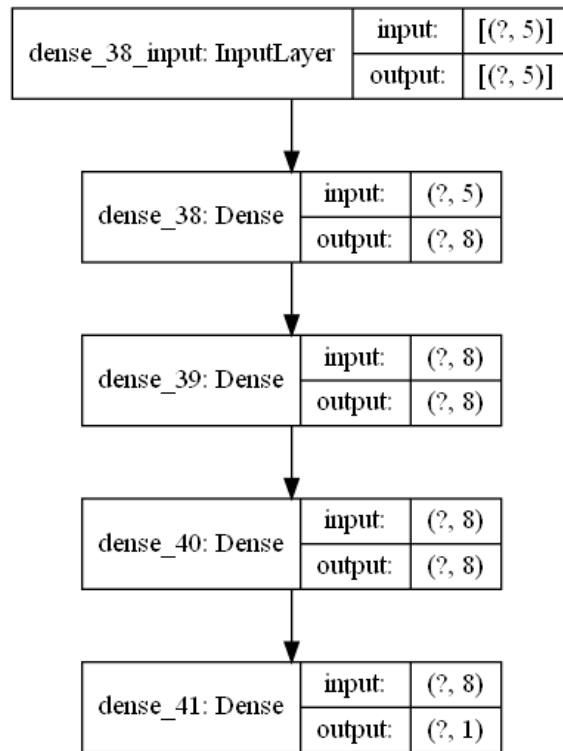 dense_38_input: InputLayer
input: [(?, 5)]
output: [(?, 5)]
dense_38: Dense
input: (?, 5)
output: (?, 8)
dense_39: Dense
input: (?, 8)
output: (?, 8)
dense_40: Dense
input: (?, 8)
output: (?, 8)
dense_41: Dense
input: (?, 8)
output: (?, 1)